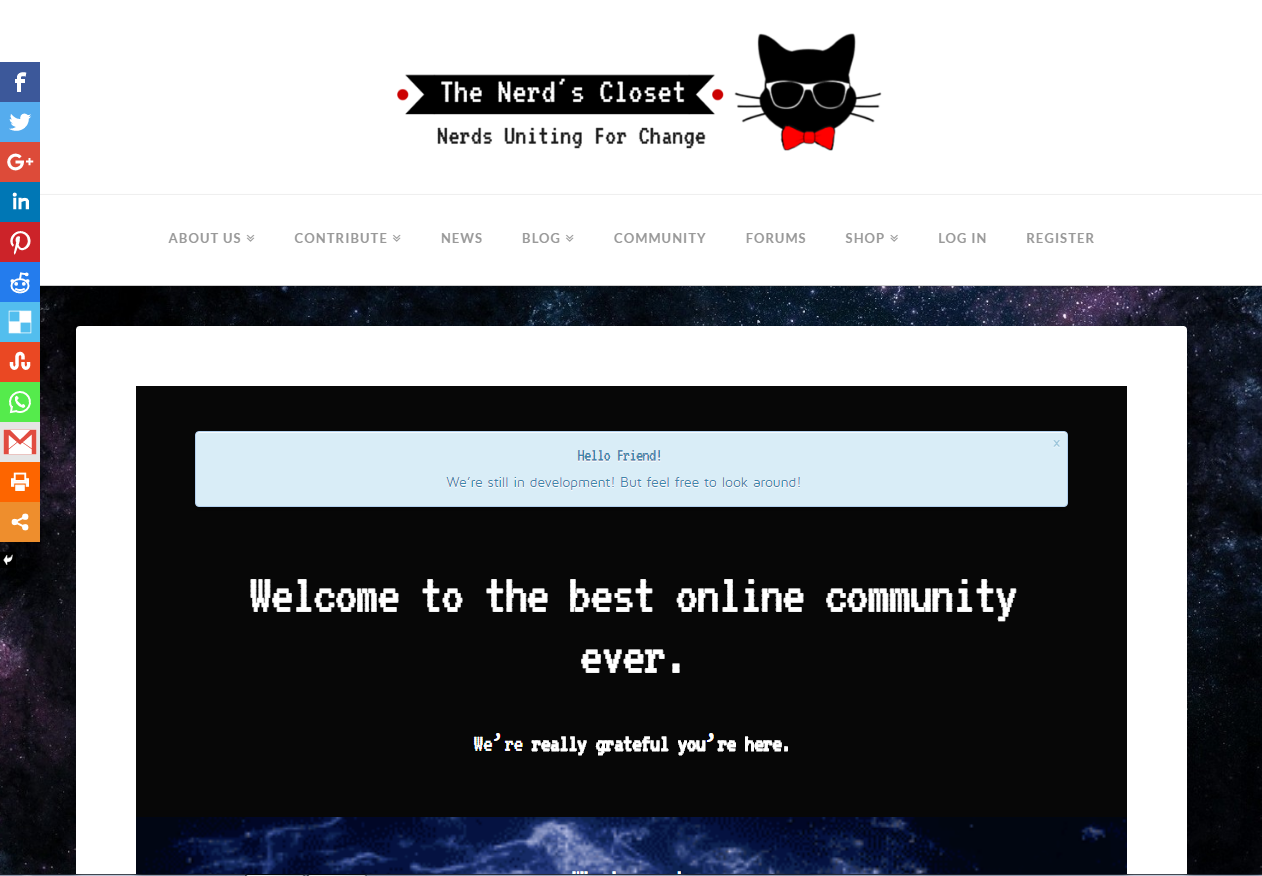 The Nerd's Closet
Nerds Uniting For Change
ABOUT US
CONTRIBUTE
NEWS
BLOG
COMMUNITY
FORUMS
SHOP
LOG IN
REGISTER
x
Hello Friend!
We're still in development! But feel free to look around!
Welcome to the best online community
ever.
We're really grateful you're here.